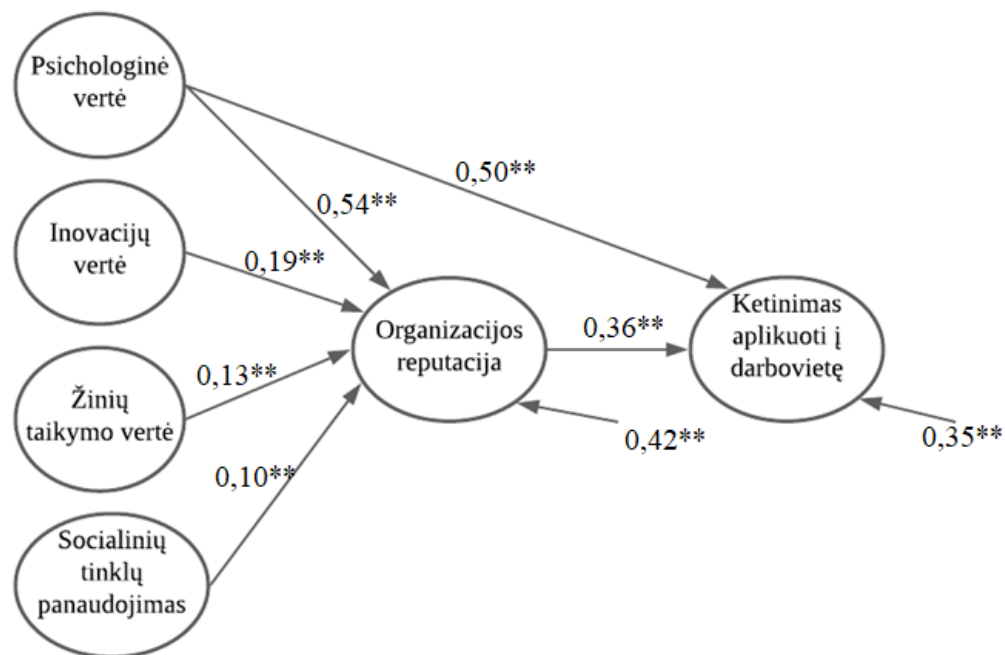 Psichologinė
vertė
0,50**
0,54**
Inovacijų
vertė
0,19**
Organizacijos
reputacija
0,36**
Ketinimas
aplikuoti į
darbovietę
Žinių
taikymo vertė
0,13**
0,42**
0,35**
0,10**
Socialinių
tinklų
panaudojimas